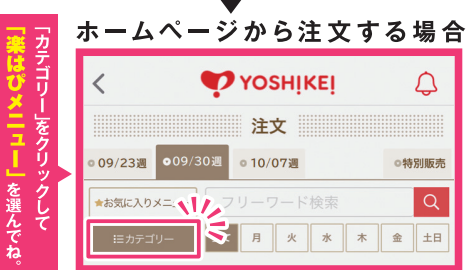 ホームページから注文する場合
「カテゴリー」をクリックして
「楽はぴメニュー」を選んでね。
YOSHiKEi
注文
09/23週 09/30週 10/07週 特別販売
★お気に入りメニ フリーワード検索
カテゴリー 月 火 水 木 金 土日